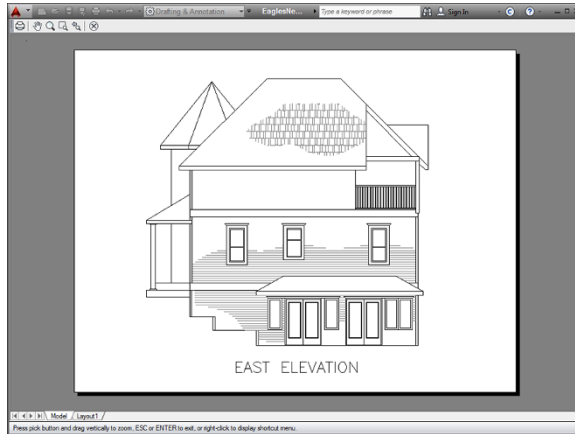 Drafting & Annotation EaglesNe... Type a keyword or phrase Sign In
EAST ELEVATION
Model Layout1
Press pick button and drag vertically to zoom, ESC or ENTER to exit, or right-click to display shortcut menu.